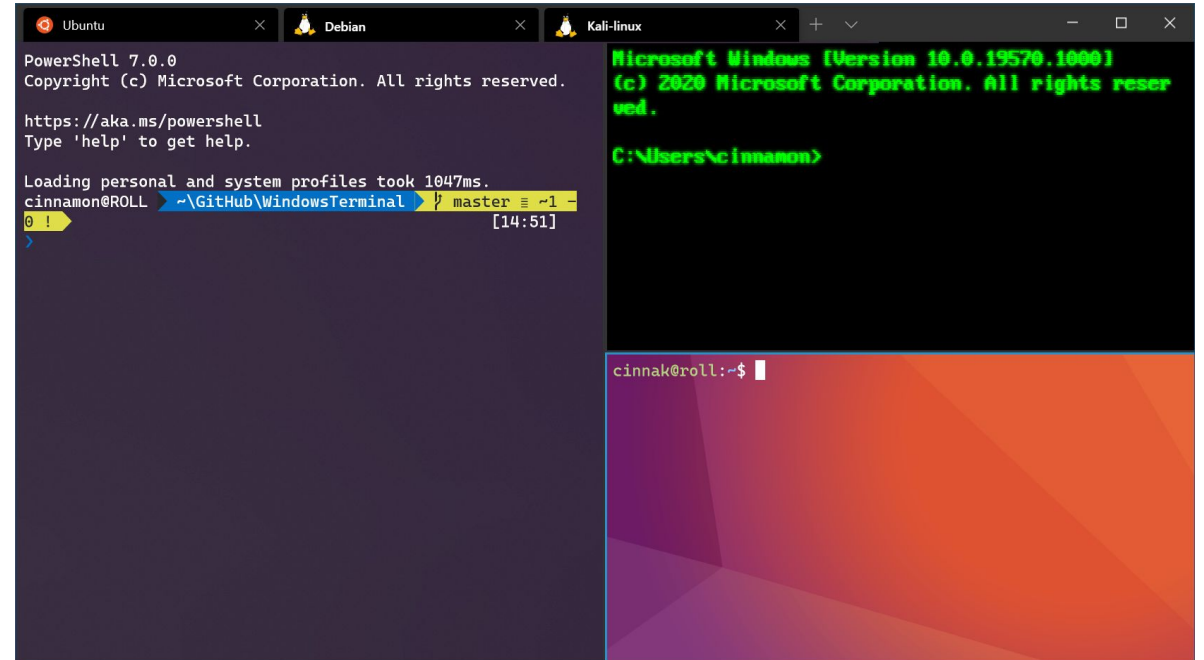 Ubuntu
Debian
Kali-linux
PowerShell 7.0.0
Copyright (c) Microsoft Corporation. All rights reserved.
https://aka.ms/powershell
Type 'help' to get help.
Loading personal and system profiles took 1047ms.
cinnamon@ROLL ~\GitHub\WindowsTerminal master ≡ ~1 -
0 ! [14:51]
❯
Microsoft Windows [Version 10.0.19570.1000]
(c) 2020 Microsoft Corporation. All rights reser
ved.
C:\Users\cinnamon>
cinnak@roll:~$